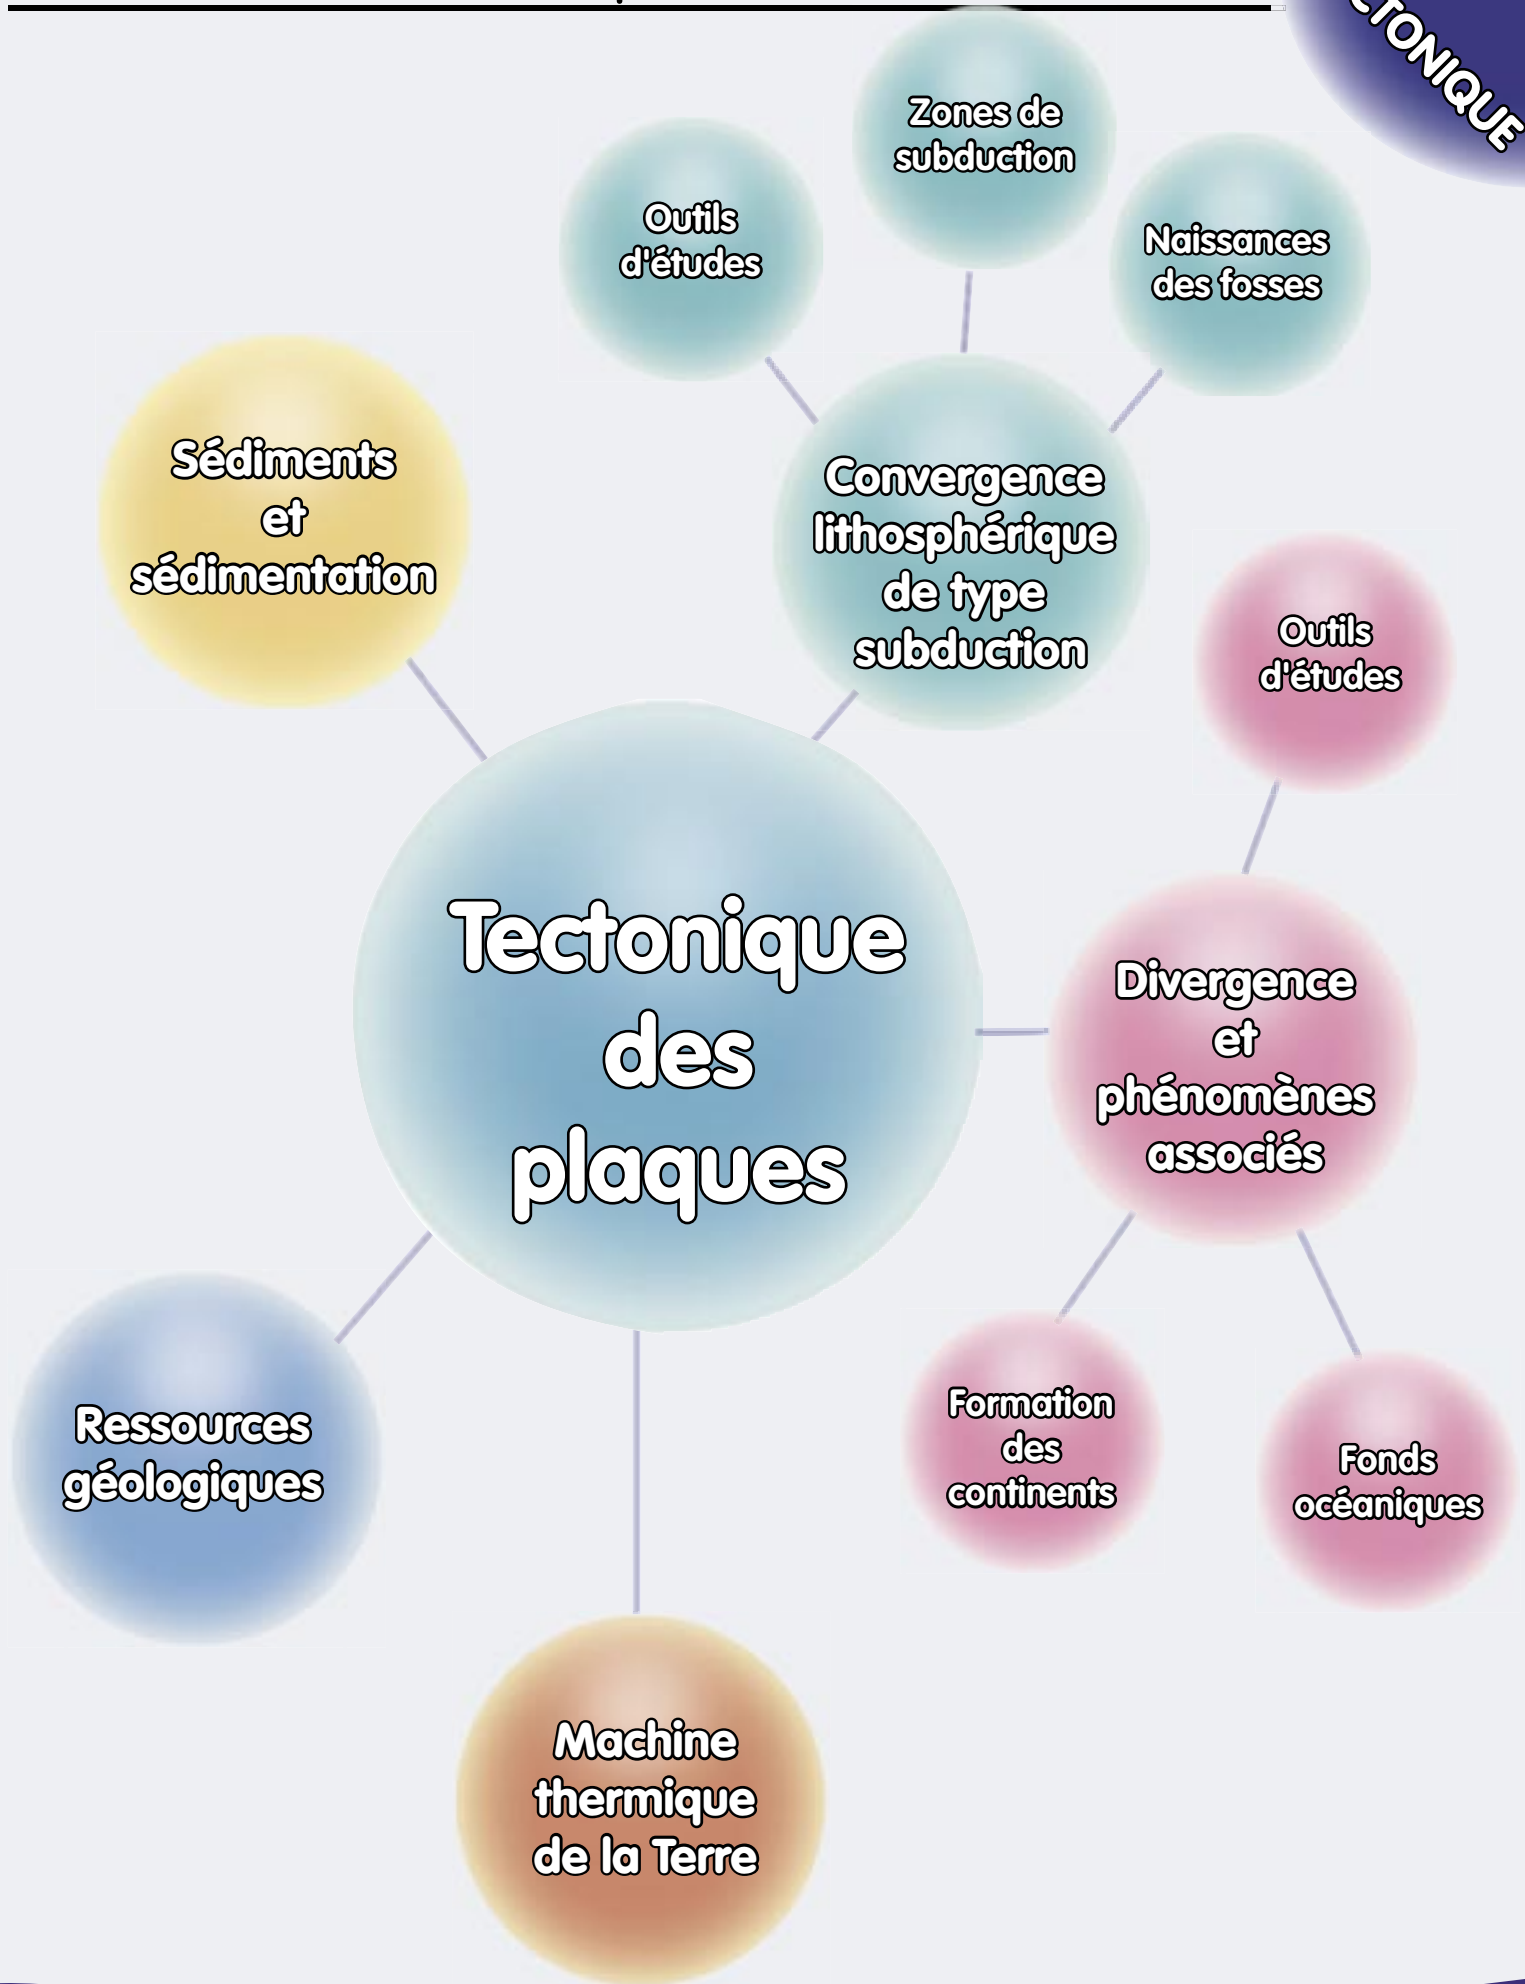 Zones de
subduction
Outils
d'études
Naissances
des fosses
Sédiments
et
sédimentation
Convergence
lithosphérique
de type
subduction
Outils
d'études
Tectonique
des
plaques
Divergence
et
phénomènes
associés
Ressources
géologiques
Formation
des
continents
Fonds
océaniques
Machine
thermique
de la Terre